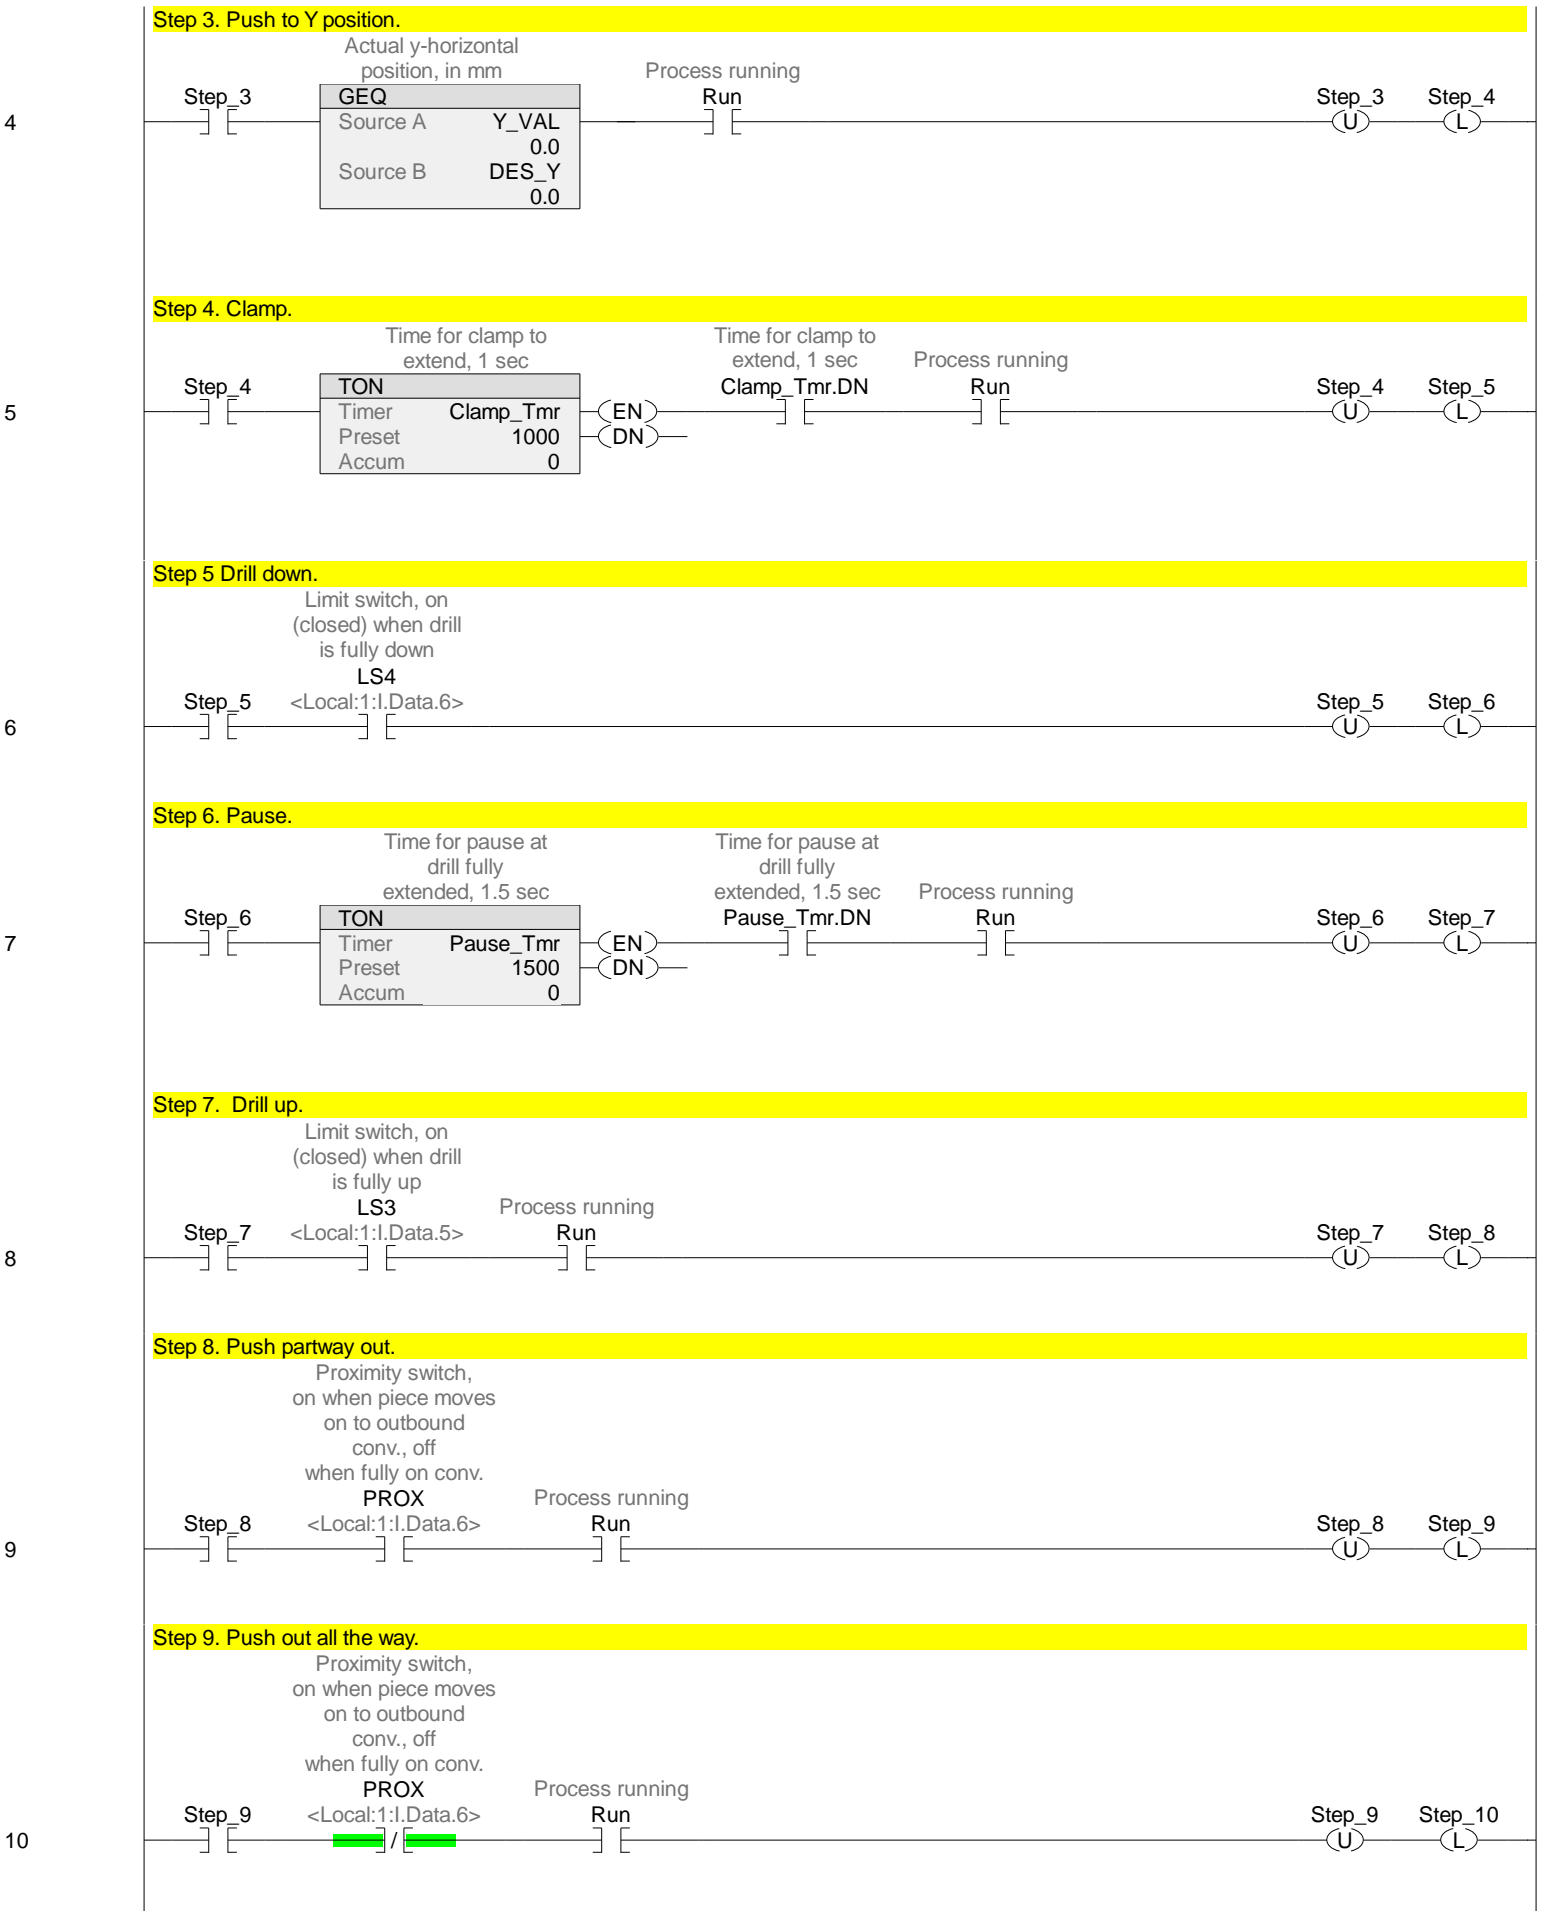 Step 3. Push to Y position.
Actual y-horizontal
position, in mm
Process running
Step_3
GEQ
Run
Step_3
Step_4
4
Source A Y_VAL
0.0
Source B DES_Y
0.0
U
L
Step 4. Clamp.
Time for clamp to
extend, 1 sec
Time for clamp to
extend, 1 sec
Process running
Step_4
TON
Clamp_Tmr.DN
Run
Step_4
Step_5
5
Timer Clamp_Tmr
Preset 1000
Accum 0
EN
DN
U
L
Step 5 Drill down.
Limit switch, on
(closed) when drill
is fully down
LS4
Step_5
<Local:1:I.Data.6>
Step_5
Step_6
6
U
L
Step 6. Pause.
Time for pause at
drill fully
extended, 1.5 sec
Time for pause at
drill fully
extended, 1.5 sec
Process running
Step_6
TON
Pause_Tmr.DN
Run
Step_6
Step_7
7
Timer Pause_Tmr
Preset 1500
Accum 0
EN
DN
U
L
Step 7.  Drill up.
Limit switch, on
(closed) when drill
is fully up
LS3
Process running
Step_7
<Local:1:I.Data.5>
Run
Step_7
Step_8
8
U
L
Step 8. Push partway out.
Proximity switch,
on when piece moves
on to outbound
conv., off
when fully on conv.
PROX
Process running
Step_8
<Local:1:I.Data.6>
Run
Step_8
Step_9
9
U
L
Step 9. Push out all the way.
Proximity switch,
on when piece moves
on to outbound
conv., off
when fully on conv.
PROX
Process running
Step_9
<Local:1:I.Data.6>
Run
Step_9
Step_10
10
/
U
L